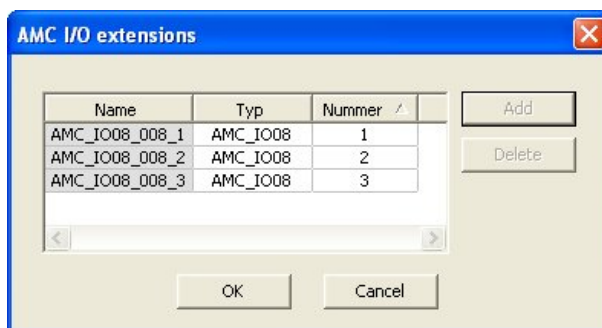 AMC I/O extensions
Name Typ Nummer
AMC_IO08_008_1 AMC_IO08 1
AMC_IO08_008_2 AMC_IO08 2
AMC_IO08_008_3 AMC_IO08 3
Add
Delete
OK Cancel